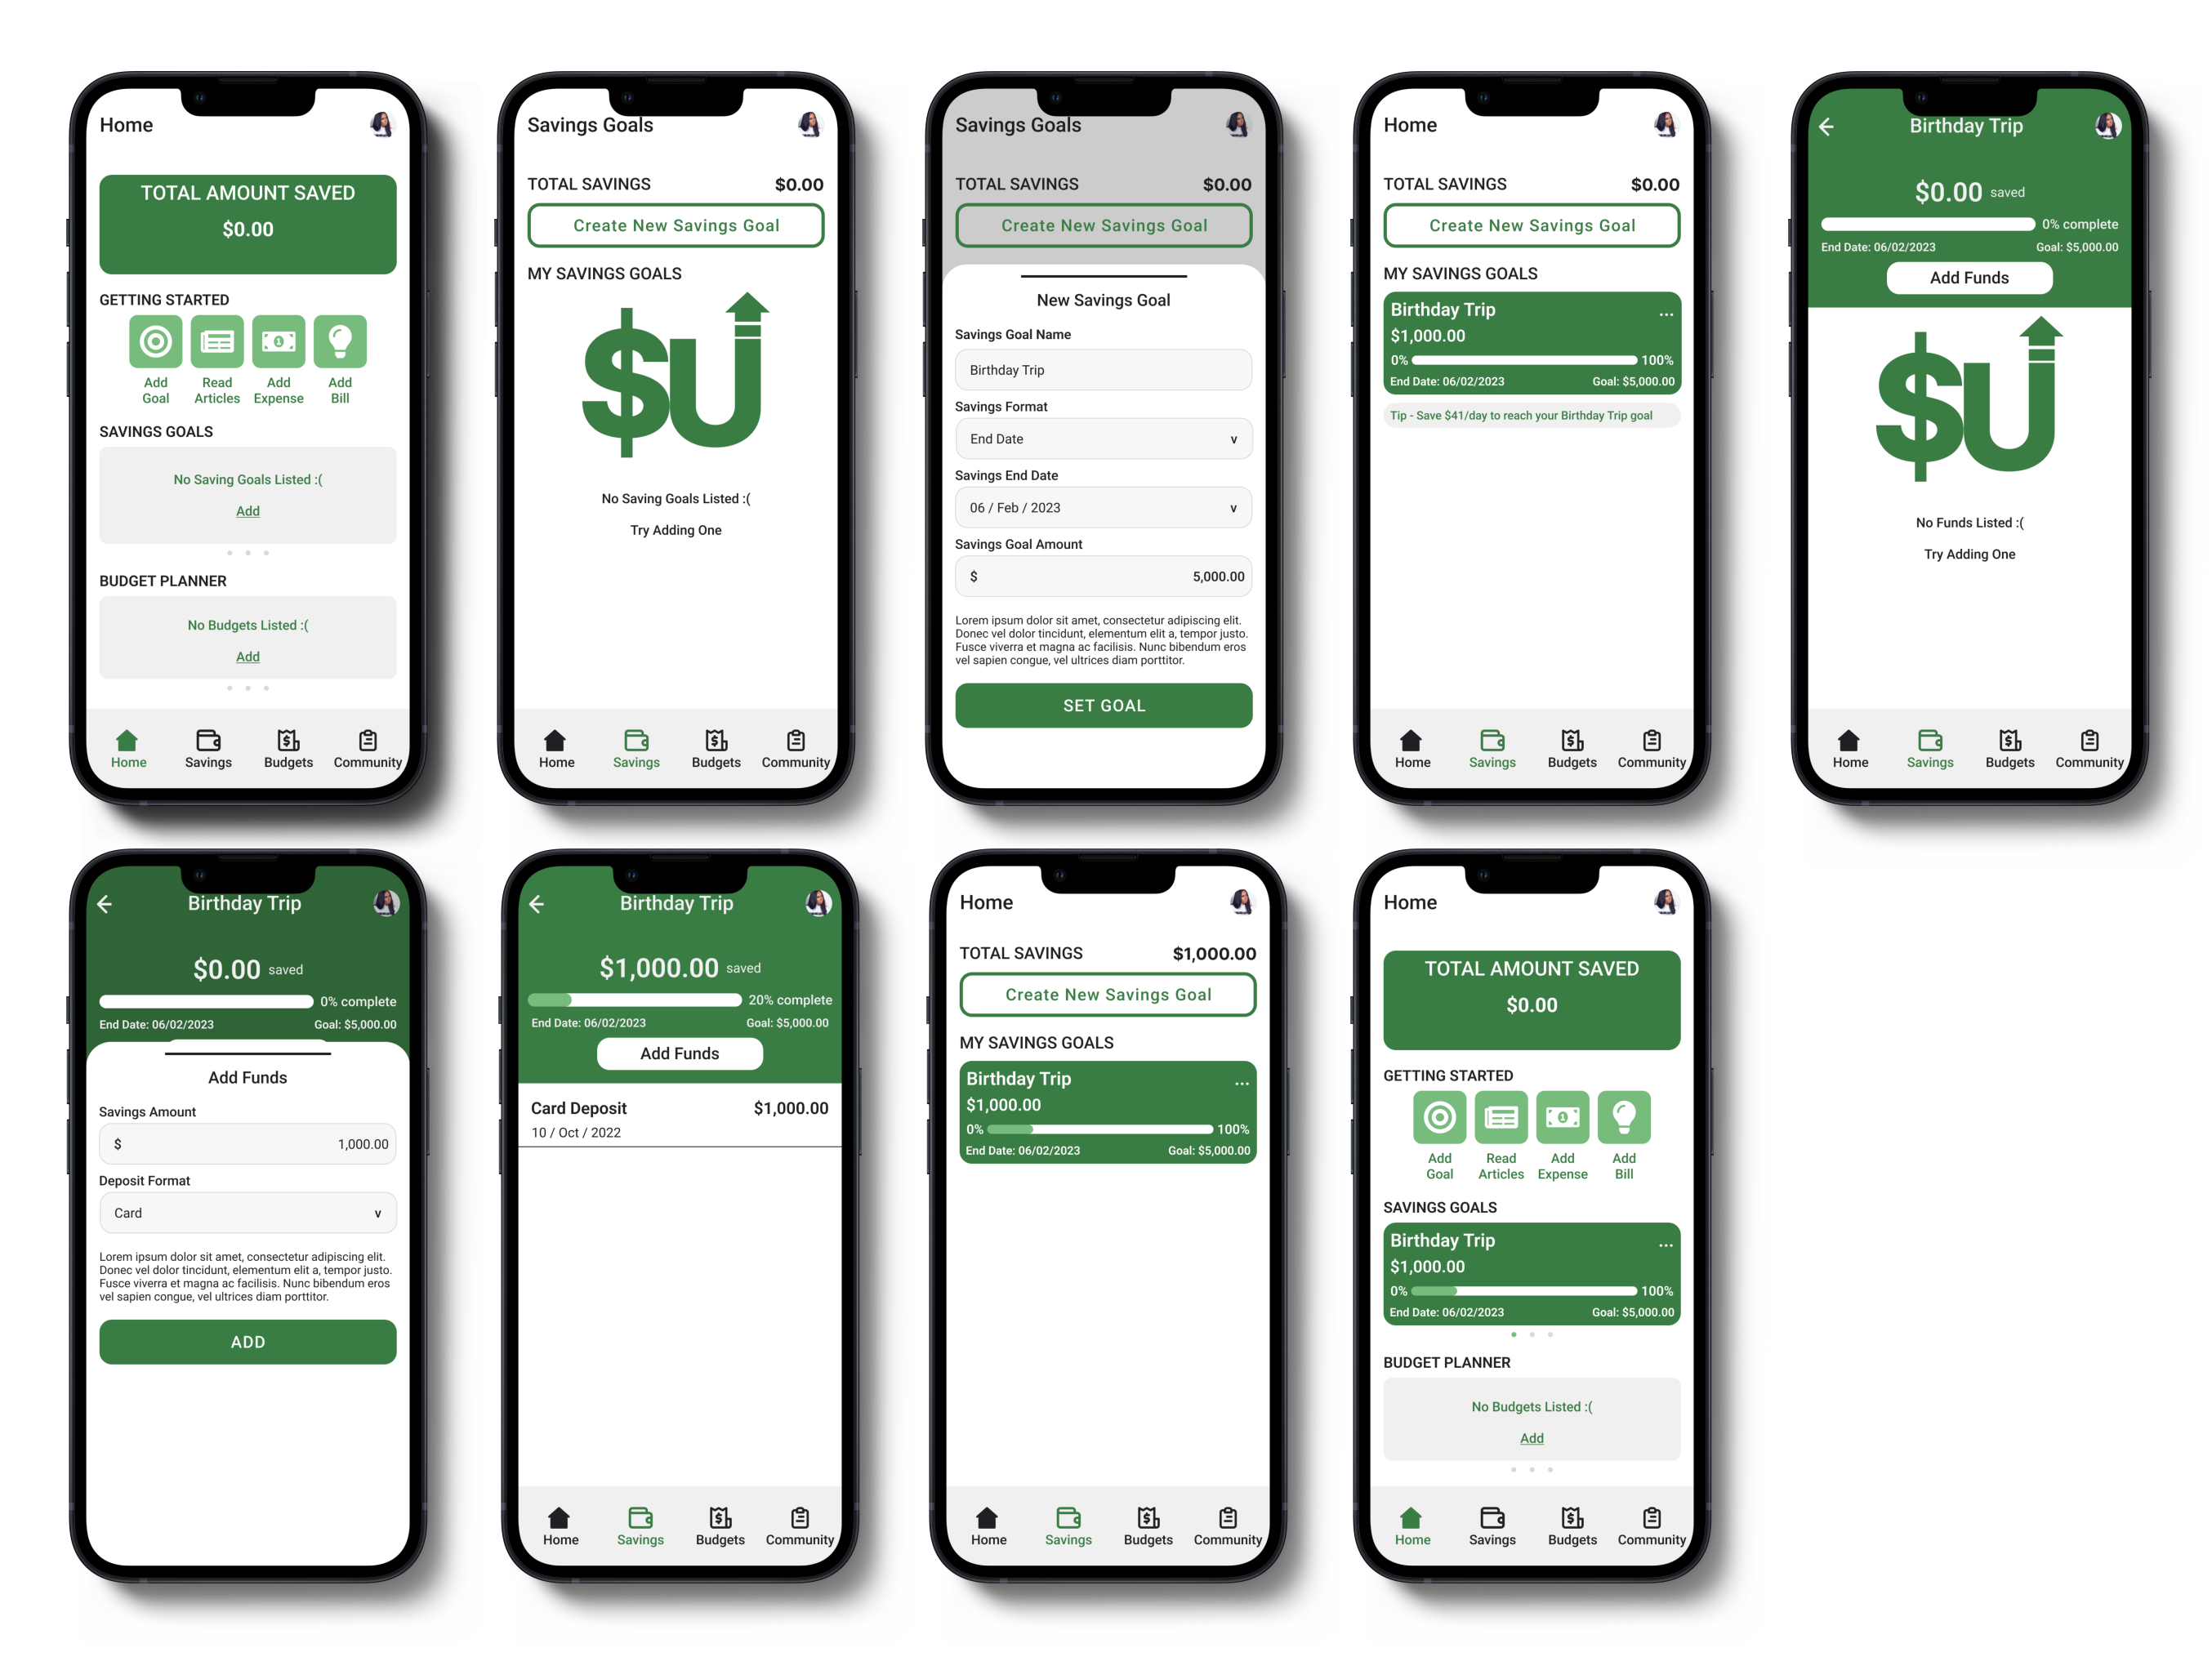 Home
TOTAL AMOUNT SAVED
$0.00
GETTING STARTED
1
Add Goal
Read Articles
Add Expense
Add Bill
SAVINGS GOALS
No Saving Goals Listed :(
Add
BUDGET PLANNER
No Budgets Listed :(
Add
Home Savings Budgets Community
Savings Goals
TOTAL SAVINGS $0.00
Create New Savings Goal
MY SAVINGS GOALS
$U
No Saving Goals Listed :(
Try Adding One
Home Savings Budgets Community
Savings Goals
TOTAL SAVINGS $0.00
Create New Savings Goal
New Savings Goal
Savings Goal Name
Birthday Trip
Savings Format
End Date v
Savings End Date
06 / Feb / 2023 v
Savings Goal Amount
$ 5,000.00
Lorem ipsum dolor sit amet, consectetur adipiscing elit.
Donec vel dolor tincidunt, elementum elit a, tempor justo.
Fusce viverra et magna ac facilisis. Nunc bibendum eros
vel sapien congue, vel ultrices diam porttitor.
SET GOAL
Home
TOTAL SAVINGS $0.00
Create New Savings Goal
MY SAVINGS GOALS
Birthday Trip ...
$1,000.00
0% 100%
End Date: 06/02/2023 Goal: $5,000.00
Tip - Save $41/day to reach your Birthday Trip goal
Home Savings Budgets Community
Birthday Trip
$0.00 saved
0% complete
End Date: 06/02/2023 Goal: $5,000.00
Add Funds
$U
No Funds Listed :(
Try Adding One
Home Savings Budgets Community
Birthday Trip
$0.00 saved
0% complete
End Date: 06/02/2023 Goal: $5,000.00
Add Funds
Savings Amount
$ 1,000.00
Deposit Format
Card v
Lorem ipsum dolor sit amet, consectetur adipiscing elit.
Donec vel dolor tincidunt, elementum elit a, tempor justo.
Fusce viverra et magna ac facilisis. Nunc bibendum eros
vel sapien congue, vel ultrices diam porttitor.
ADD
Birthday Trip
$1,000.00 saved
20% complete
End Date: 06/02/2023 Goal: $5,000.00
Add Funds
Card Deposit $1,000.00
10 / Oct / 2022
Home Savings Budgets Community
Home
TOTAL SAVINGS $1,000.00
Create New Savings Goal
MY SAVINGS GOALS
Birthday Trip ...
$1,000.00
0% 100%
End Date: 06/02/2023 Goal: $5,000.00
Home Savings Budgets Community
Home
TOTAL AMOUNT SAVED
$0.00
GETTING STARTED
1
Add Goal
Read Articles
Add Expense
Add Bill
SAVINGS GOALS
Birthday Trip ...
$1,000.00
0% 100%
End Date: 06/02/2023 Goal: $5,000.00
BUDGET PLANNER
No Budgets Listed :(
Add
Home Savings Budgets Community